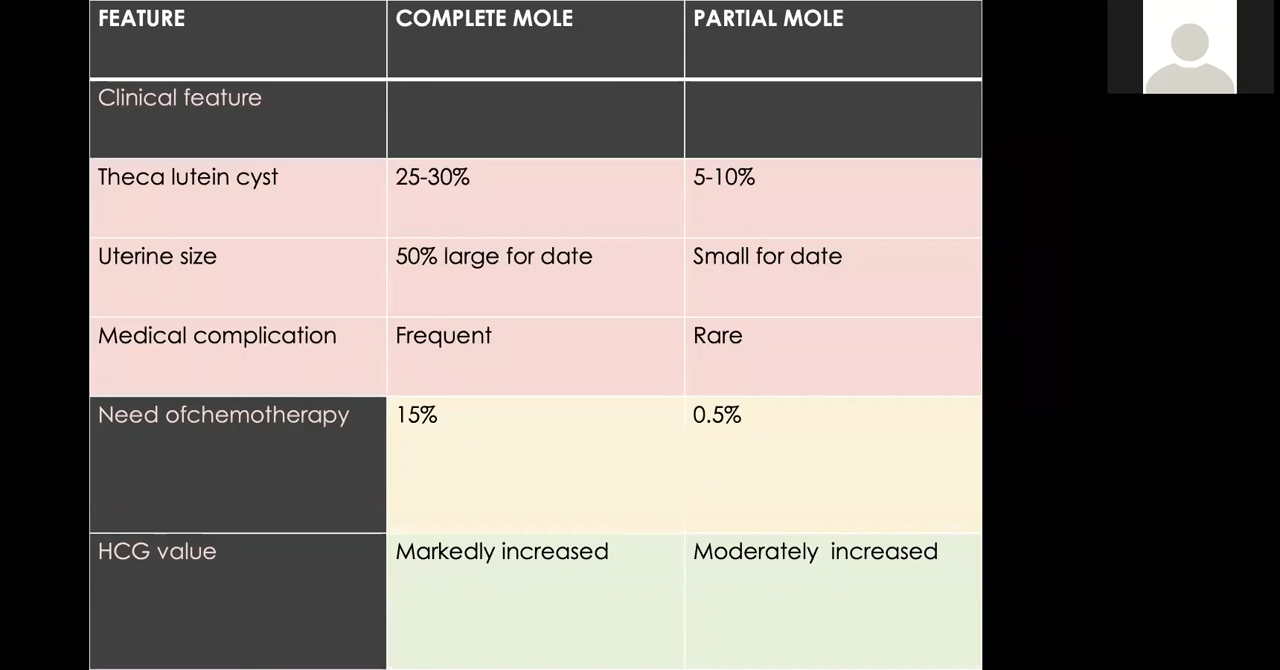 FEATURE COMPLETE MOLE PARTIAL MOLE
Clinical feature
Theca lutein cyst 25-30% 5-10%
Uterine size 50% large for date Small for date
Medical complication Frequent Rare
Need ofchemotherapy 15% 0.5%
HCG value Markedly increased Moderately  increased